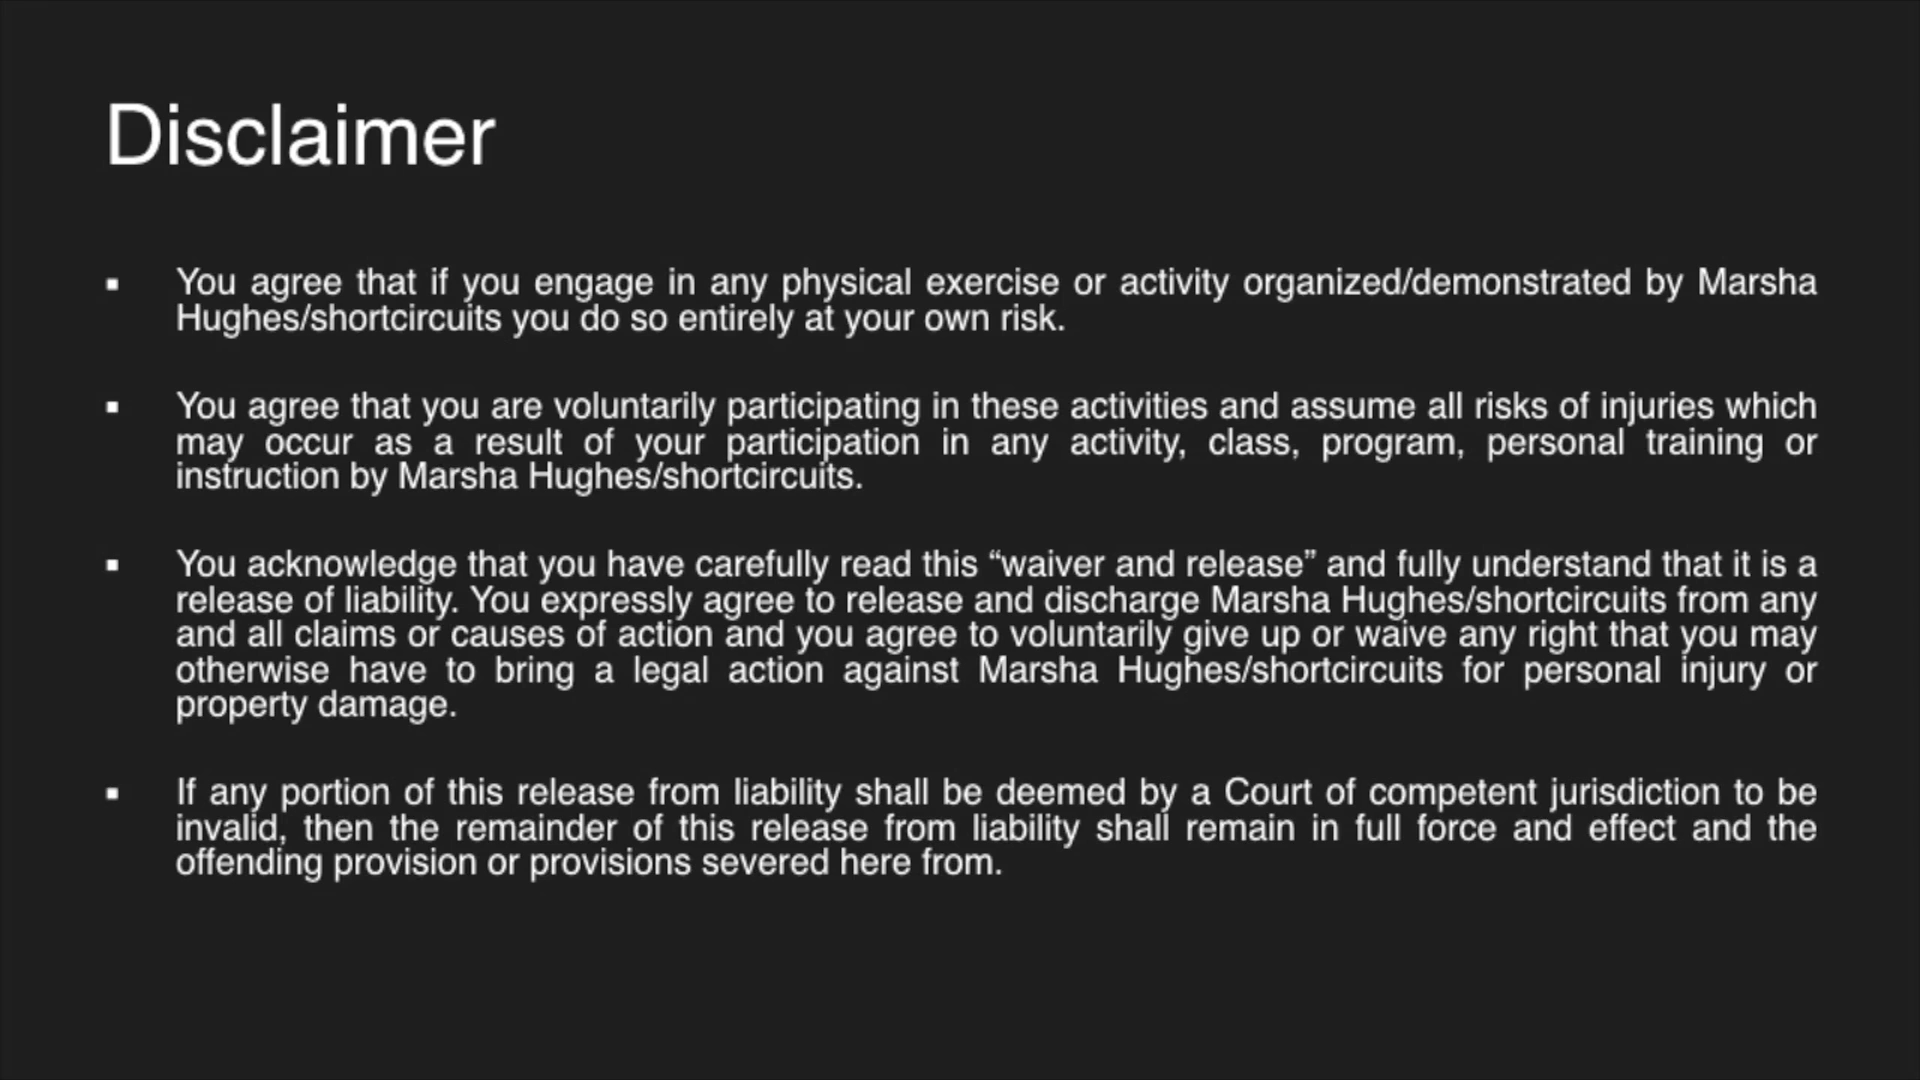 Disclaimer
▪ You agree that if you engage in any physical exercise or activity organized/demonstrated by Marsha
Hughes/shortcircuits you do so entirely at your own risk.
▪ You agree that you are voluntarily participating in these activities and assume all risks of injuries which
may occur as a result of your participation in any activity, class, program, personal training or
instruction by Marsha Hughes/shortcircuits.
▪ You acknowledge that you have carefully read this “waiver and release” and fully understand that it is a
release of liability. You expressly agree to release and discharge Marsha Hughes/shortcircuits from any
and all claims or causes of action and you agree to voluntarily give up or waive any right that you may
otherwise have to bring a legal action against Marsha Hughes/shortcircuits for personal injury or
property damage.
▪ If any portion of this release from liability shall be deemed by a Court of competent jurisdiction to be
invalid, then the remainder of this release from liability shall remain in full force and effect and the
offending provision or provisions severed here from.